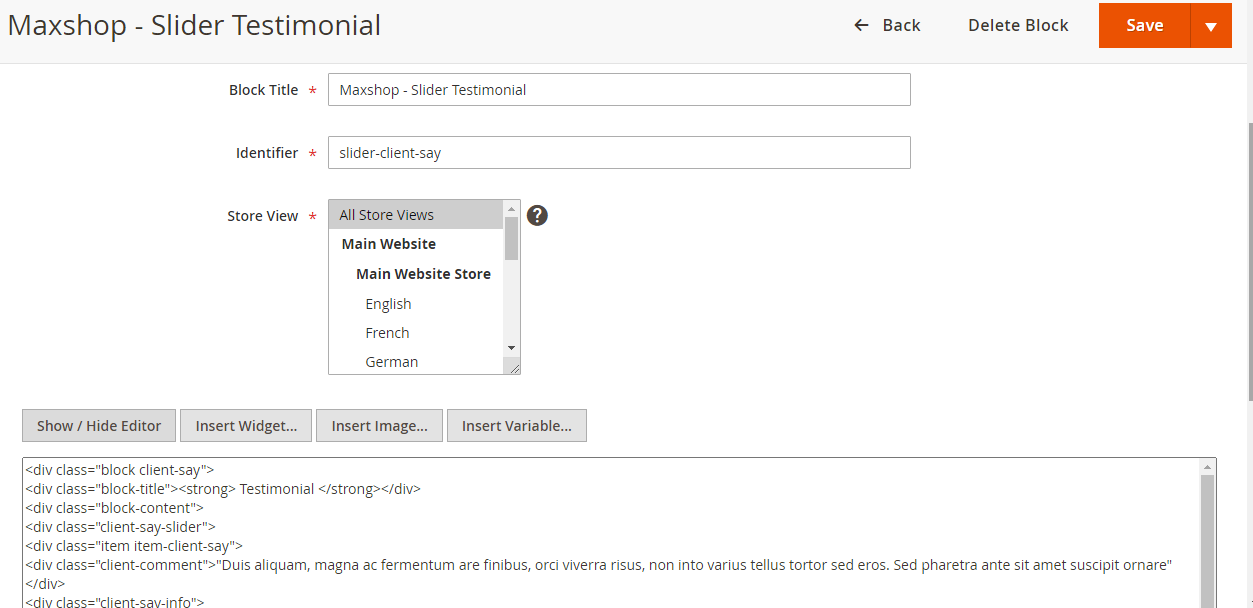 Maxshop - Slider Testimonial
Back
Delete Block
Save
Block Title *
Maxshop - Slider Testimonial
Identifier *
slider-client-say
Store View *
All Store Views
?
Main Website
Main Website Store
English
French
German
Show / Hide Editor
Insert Widget...
Insert Image...
Insert Variable...
<div class="block client-say">
<div class="block-title"><strong> Testimonial </strong></div>
<div class="block-content">
<div class="client-say-slider">
<div class="item item-client-say">
<div class="client-comment">"Duis aliquam, magna ac fermentum are finibus, orci viverra risus, non into varius tellus tortor sed eros. Sed pharetra ante sit amet suscipit ornare"
</div>
<div class="client-say-info">